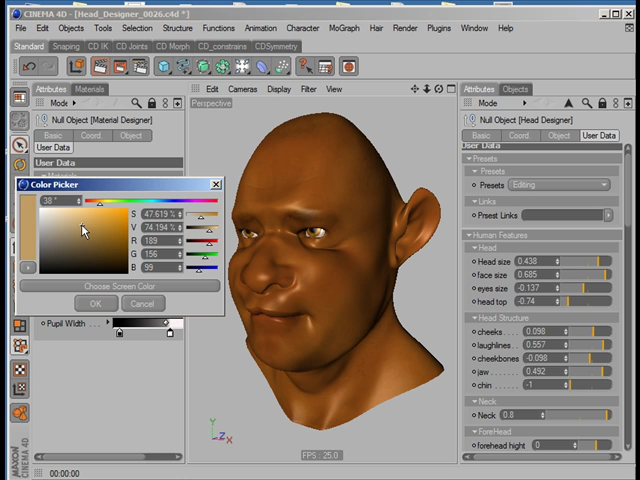 CINEMA 4D - [Head_Designer_0026.c4d *]
File Edit Objects Tools Selection Structure Functions Animation Character MoGraph Hair Render Plugins Window Help
Standard Snaping CD IK CD Joints CD Morph CD_constrains CDSymmetry
Attributes Materials
Mode
Null Object [Material Designer]
Basic Coord. Object
User Data
User Data
Color Picker
38 °
S 47.619 %
V 74.194 %
R 189
G 156
B 99
Choose Screen Color
OK Cancel
Pupil Width
Edit Cameras Display Filter View
Perspective
Y
Z
X
FPS : 25.0
Attributes Objects
Mode
Null Object [Head Designer]
Basic Coord. Object User Data
User Data
Presets
Presets
Presets Editing
Links
Prset Links
Human Features
Head
Head size 0.438
face size 0.685
eyes size -0.137
head top -0.74
Head Structure
cheeks 0.098
laughlines 0.557
cheekbones -0.098
jaw 0.492
chin -1
Neck
Neck 0.8
ForeHead
forehead hight 0
00:00:00
MAXON
CINEMA 4D